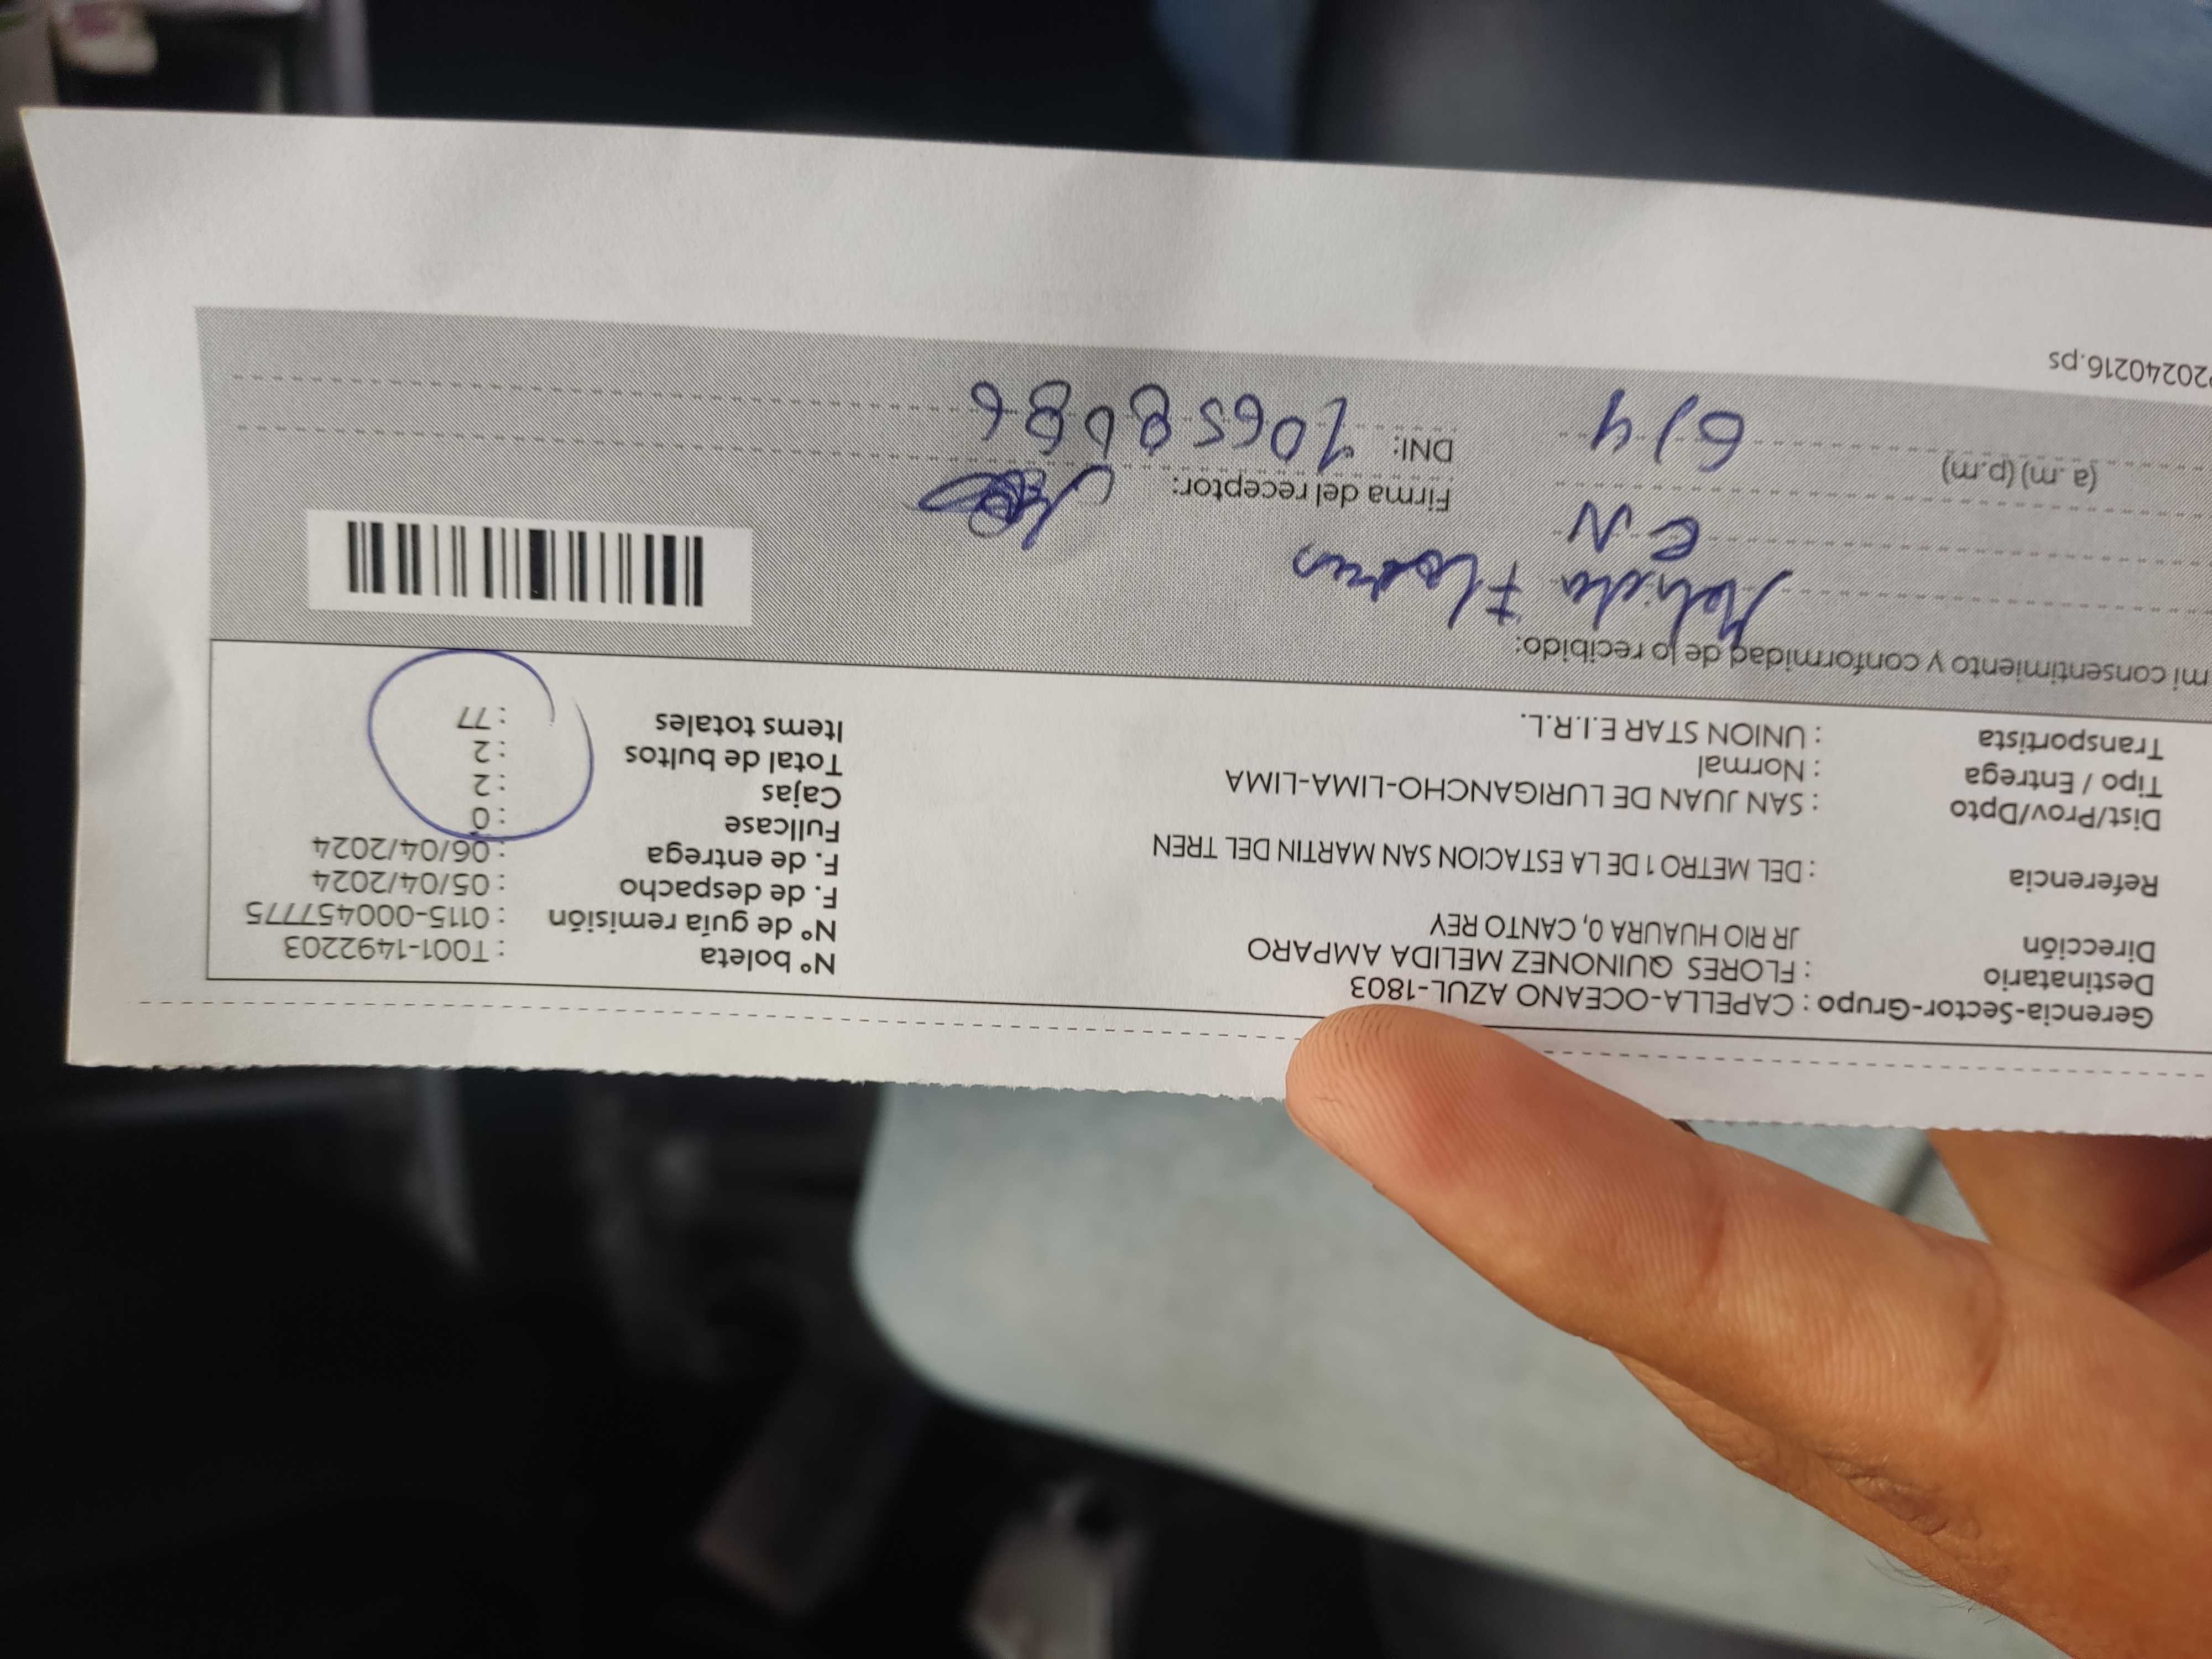 Gerencia-Sector-Grupo : CAPELLA-OCEANO AZUL-1803
Destinatario : FLORES QUINONEZ MELIDA AMPARO
Dirección JR RIO HUAURA 0, CANTO REY
Referencia : DEL METRO 1 DE LA ESTACION SAN MARTIN DEL TREN
Dist/Prov/Dpto : SAN JUAN DE LURIGANCHO-LIMA-LIMA
Tipo / Entrega : Normal
Transportista : UNION STAR E.I.R.L.
N° boleta : T001-1492203
N° de guía remisión : 0115-000457775
F. de despacho : 05/04/2024
F. de entrega : 06/04/2024
Fullcase : 0
Cajas : 2
Total de bultos : 2
Items totales : 77
mi consentimiento y conformidad de lo recibido:
Melida Flores
EN
Firma del receptor:
(a.m) (p.m) 6/4
DNI:
20240216.ps